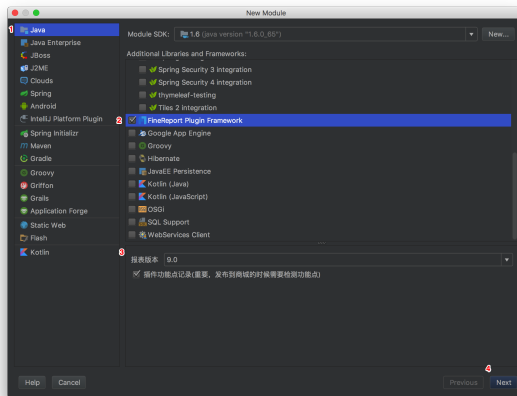 New Module
1 Java
Java Enterprise
JBoss
J2ME
Clouds
Spring
Android
IntelliJ Platform Plugin
Spring Initializr
Maven
Gradle
Groovy
Griffon
Grails
Application Forge
Static Web
Flash
Kotlin
Module SDK: 1.6 (java version "1.6.0_65") New...
Additional Libraries and Frameworks:
Spring Security 3 integration
Spring Security 4 integration
thymeleaf-testing
Tiles 2 integration
2 FineReport Plugin Framework
Google App Engine
Groovy
Hibernate
JavaEE Persistence
Kotlin (Java)
Kotlin (JavaScript)
OSGi
SQL Support
WebServices Client
3 报表版本 9.0
插件功能点记录(重要，发布到商城的时候需要检测功能点)
4
Help Cancel Previous Next